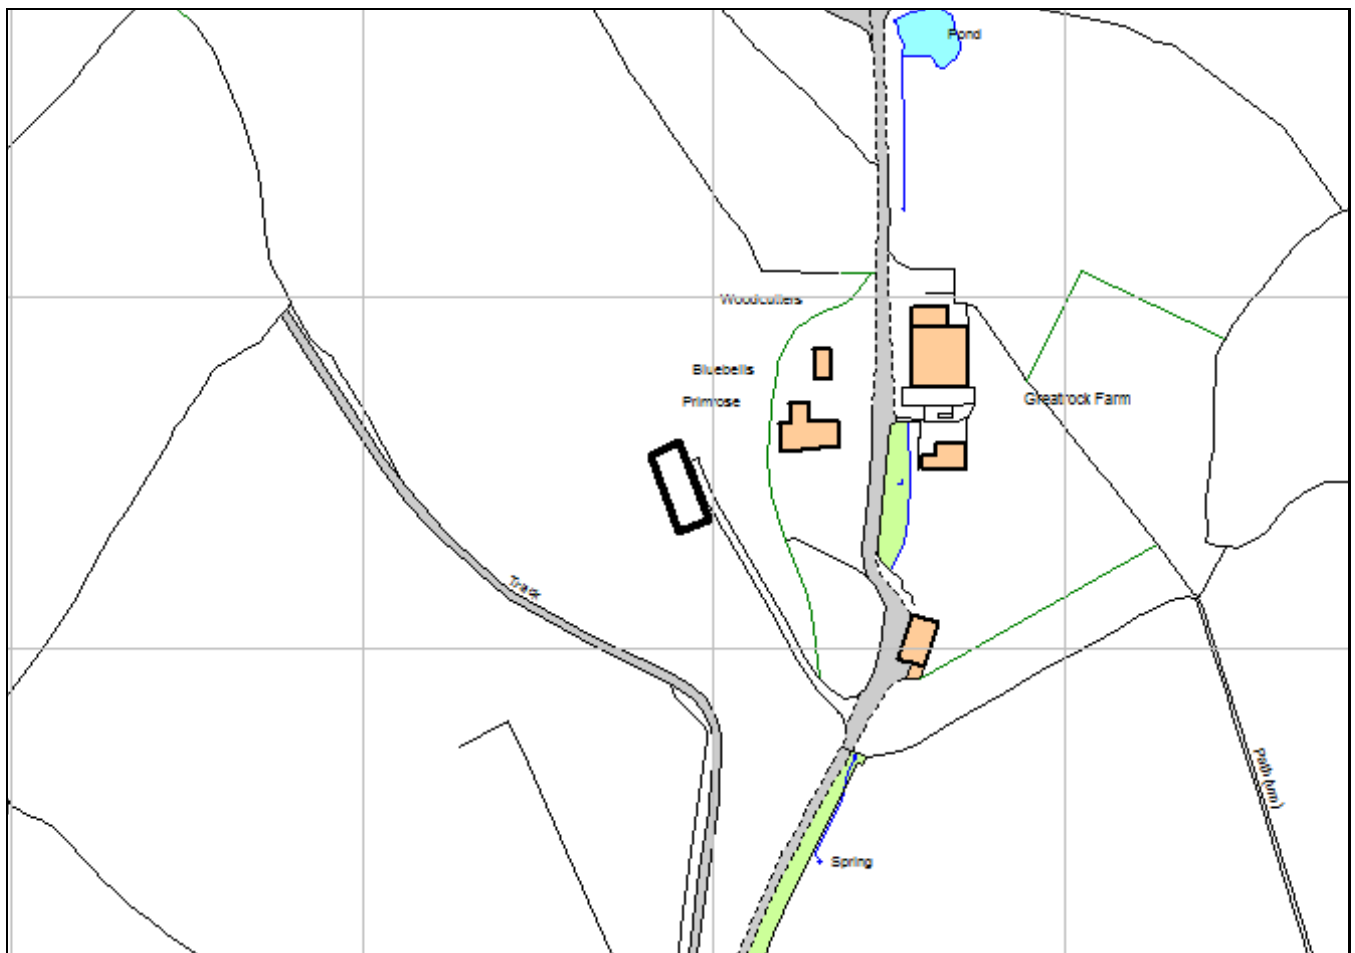 Pond
Woodcutters
Bluebells
Primrose
Greatrock Farm
Track
Path (um)
Spring